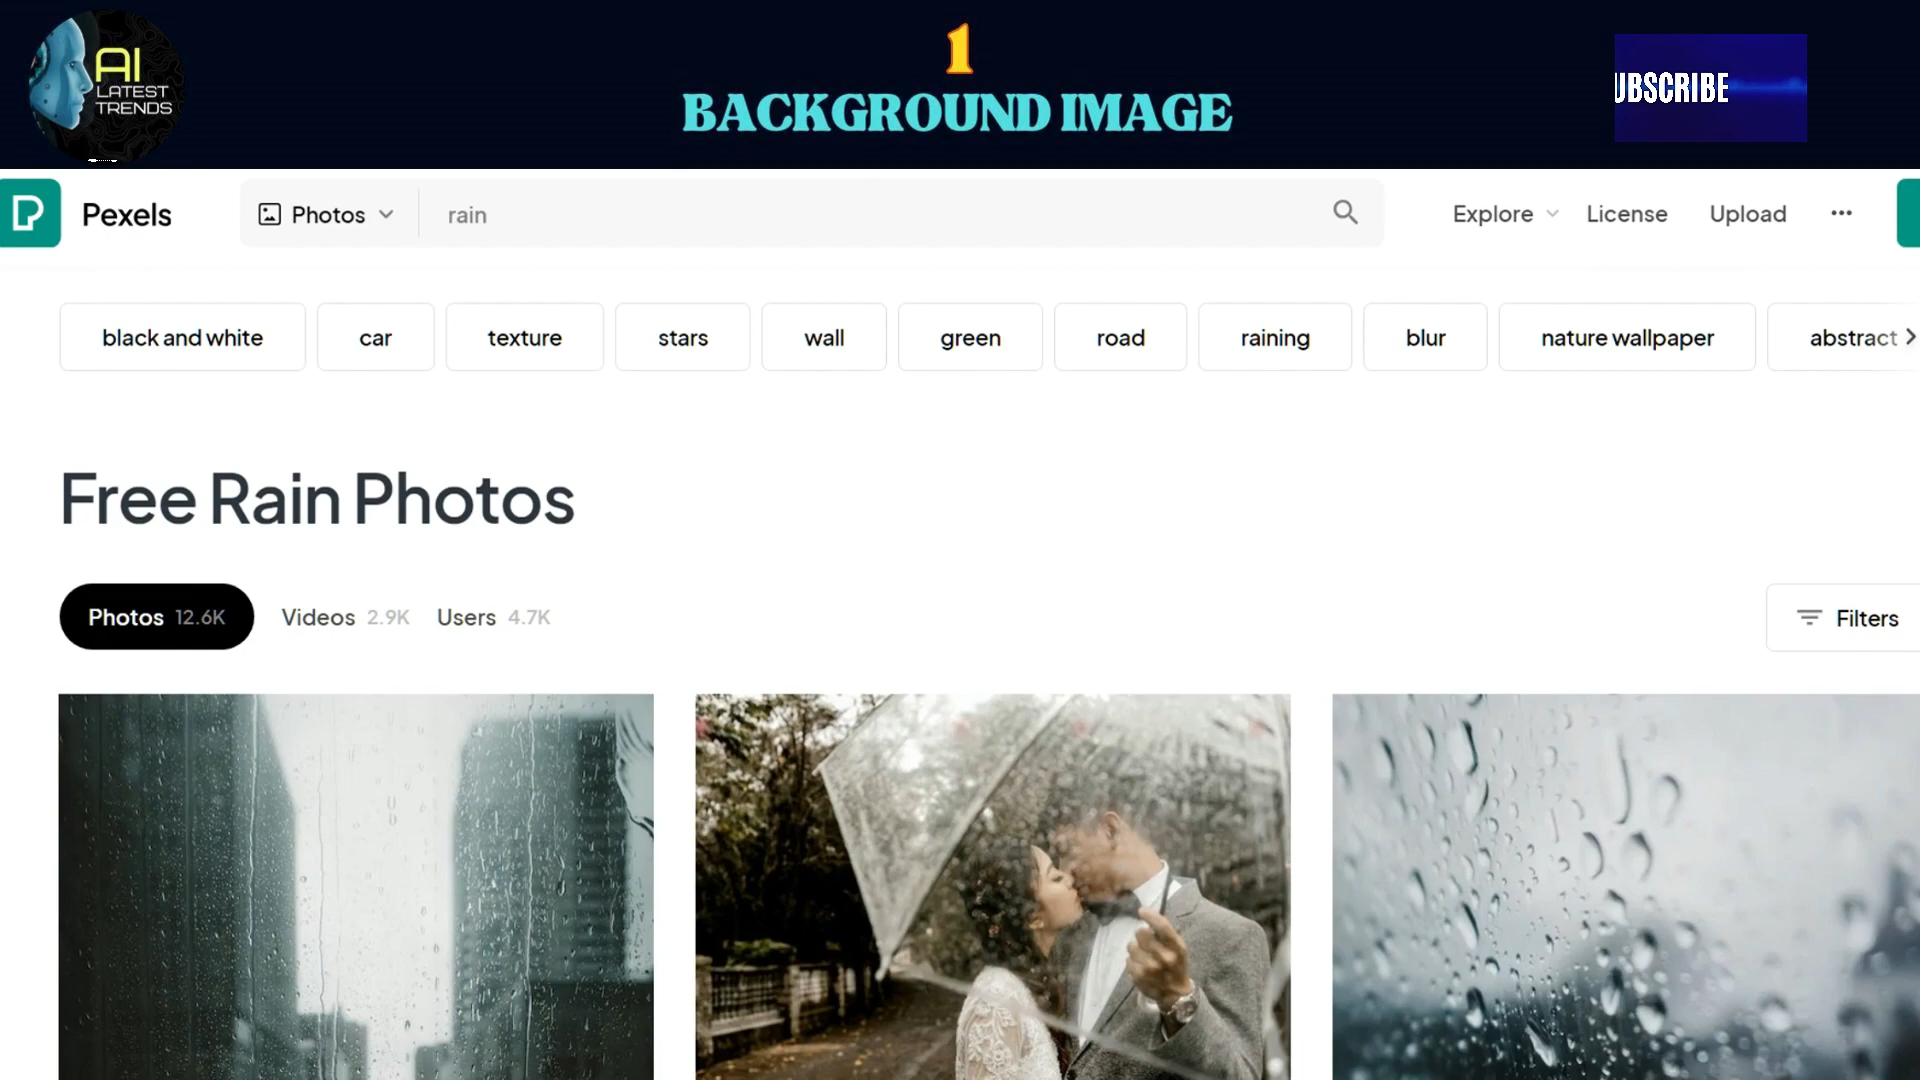 AI
LATEST
TRENDS
1
BACKGROUND IMAGE
UBSCRIBE
Pexels
Photos
rain
Explore
License
Upload
black and white
car
texture
stars
wall
green
road
raining
blur
nature wallpaper
abstract
Free Rain Photos
Photos 12.6K
Videos 2.9K
Users 4.7K
Filters